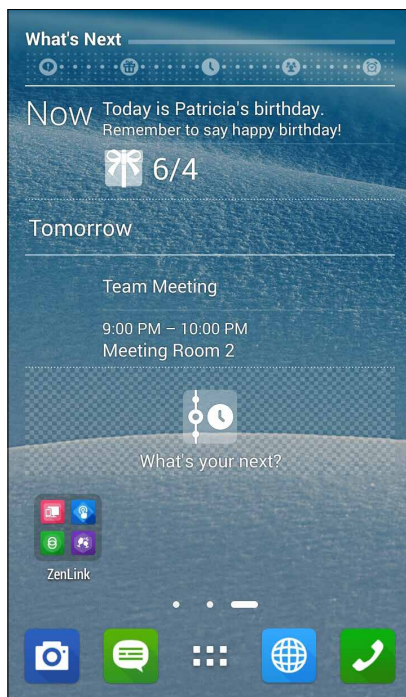 What's Next
Now
Today is Patricia's birthday.
Remember to say happy birthday!
6/4
Tomorrow
Team Meeting
9:00 PM – 10:00 PM
Meeting Room 2
What's your next?
ZenLink